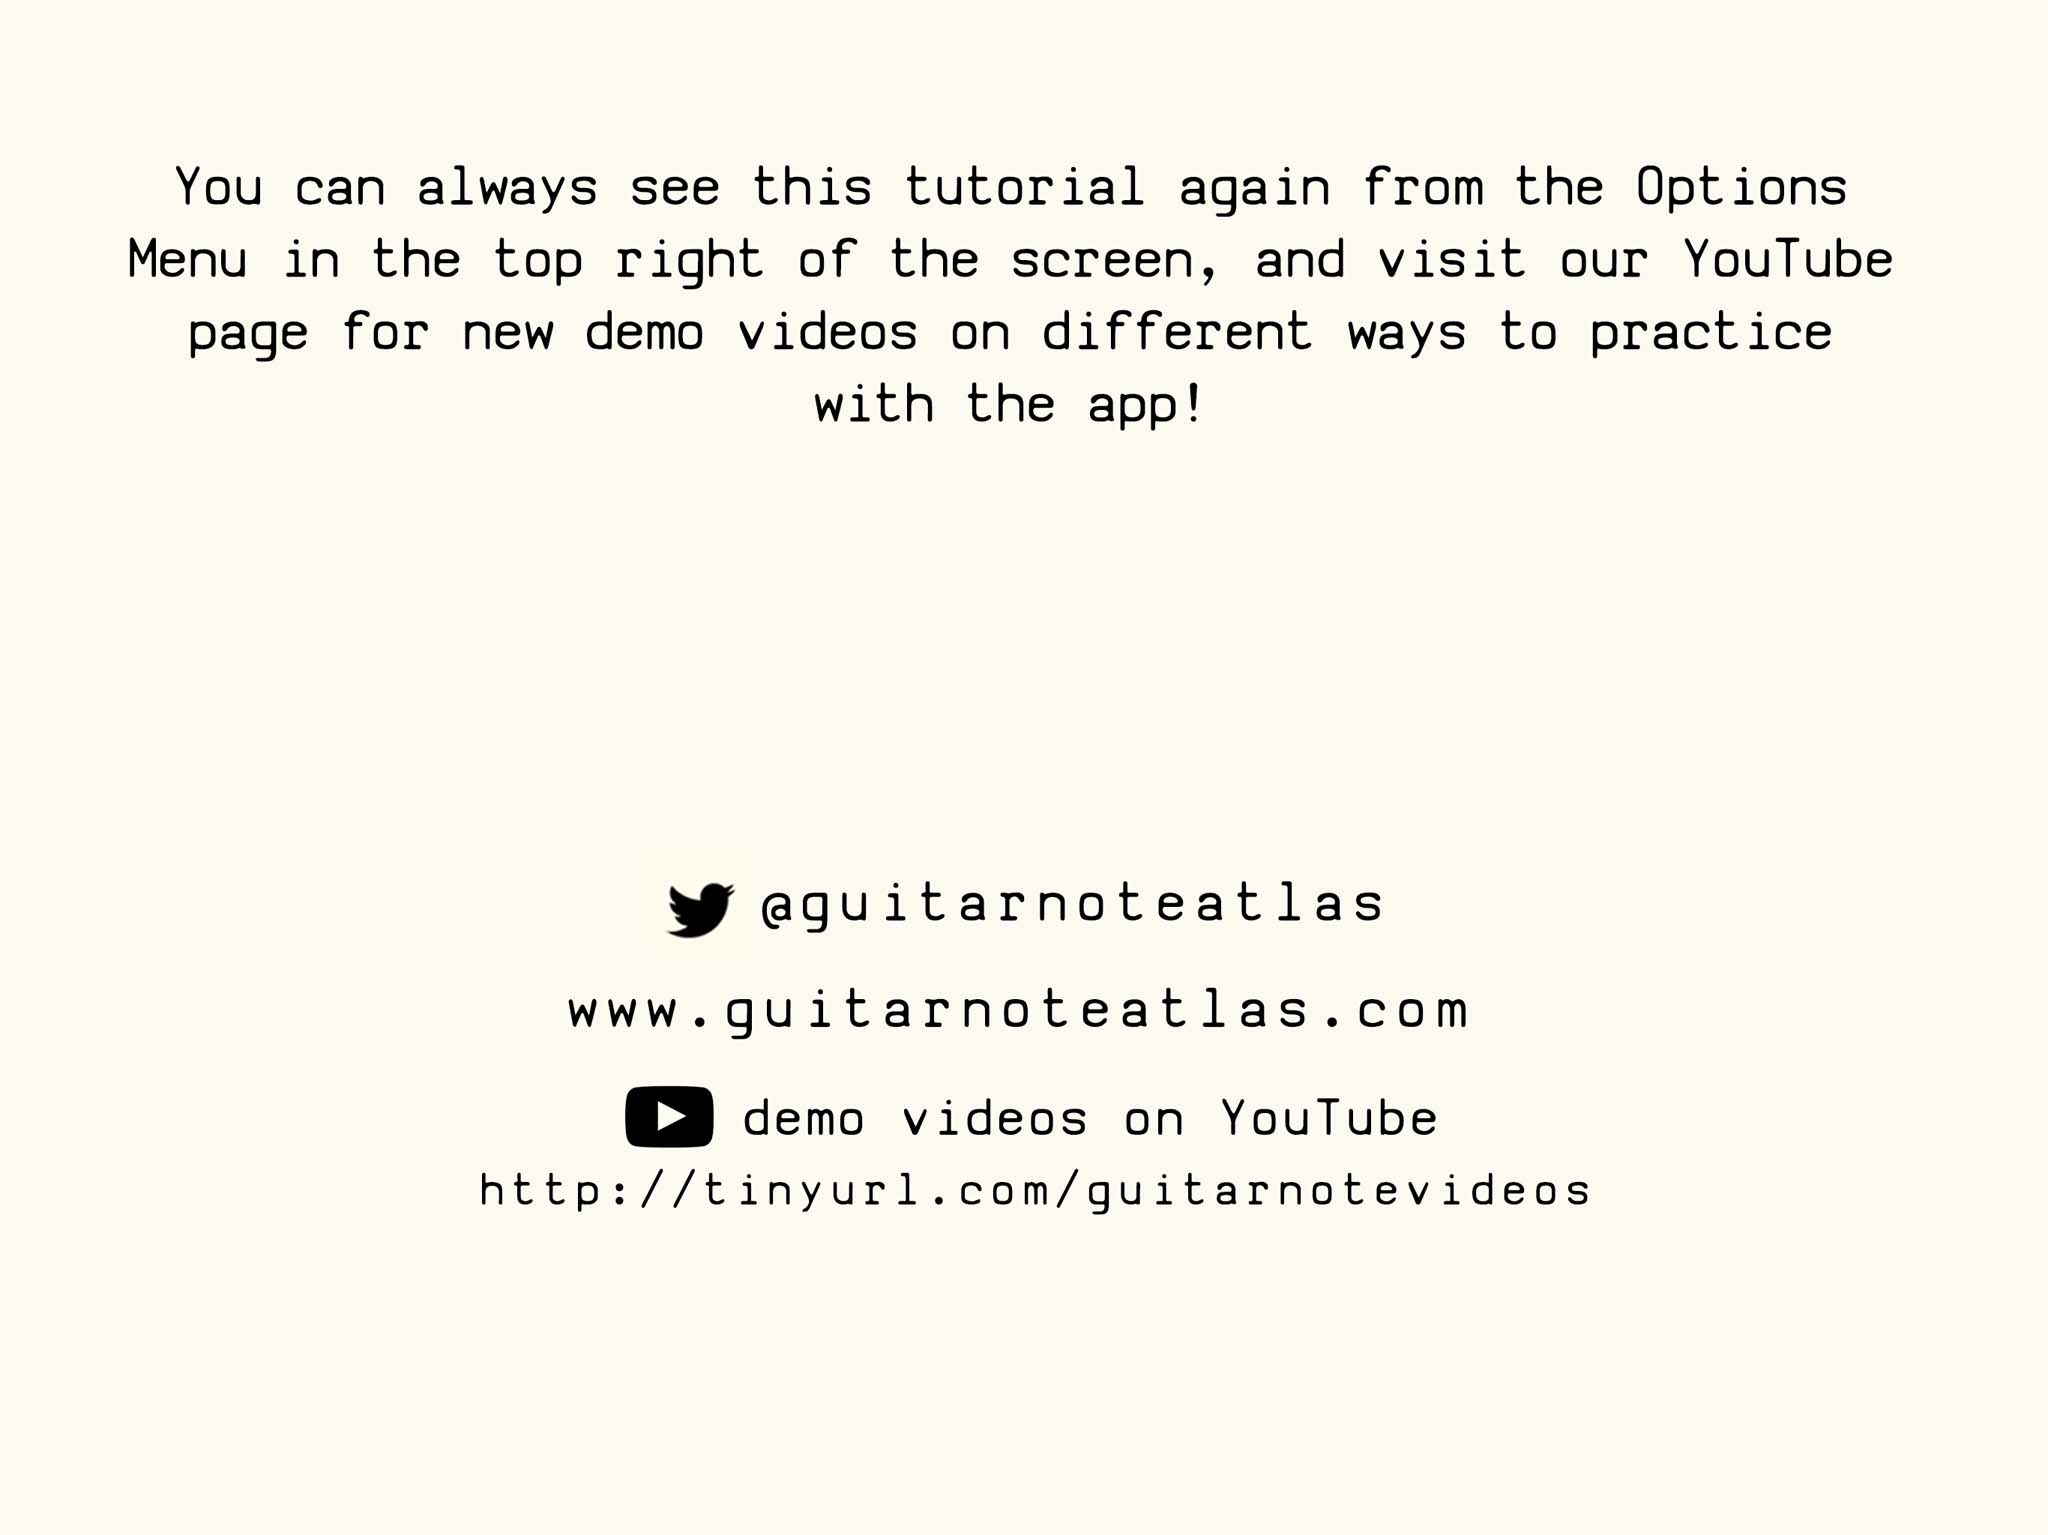 You can always see this tutorial again from the Options
Menu in the top right of the screen, and visit our YouTube
page for new demo videos on different ways to practice
with the app!
@guitarnoteatlas
www.guitarnoteatlas.com
demo videos on YouTube
http://tinyurl.com/guitarnotevideos